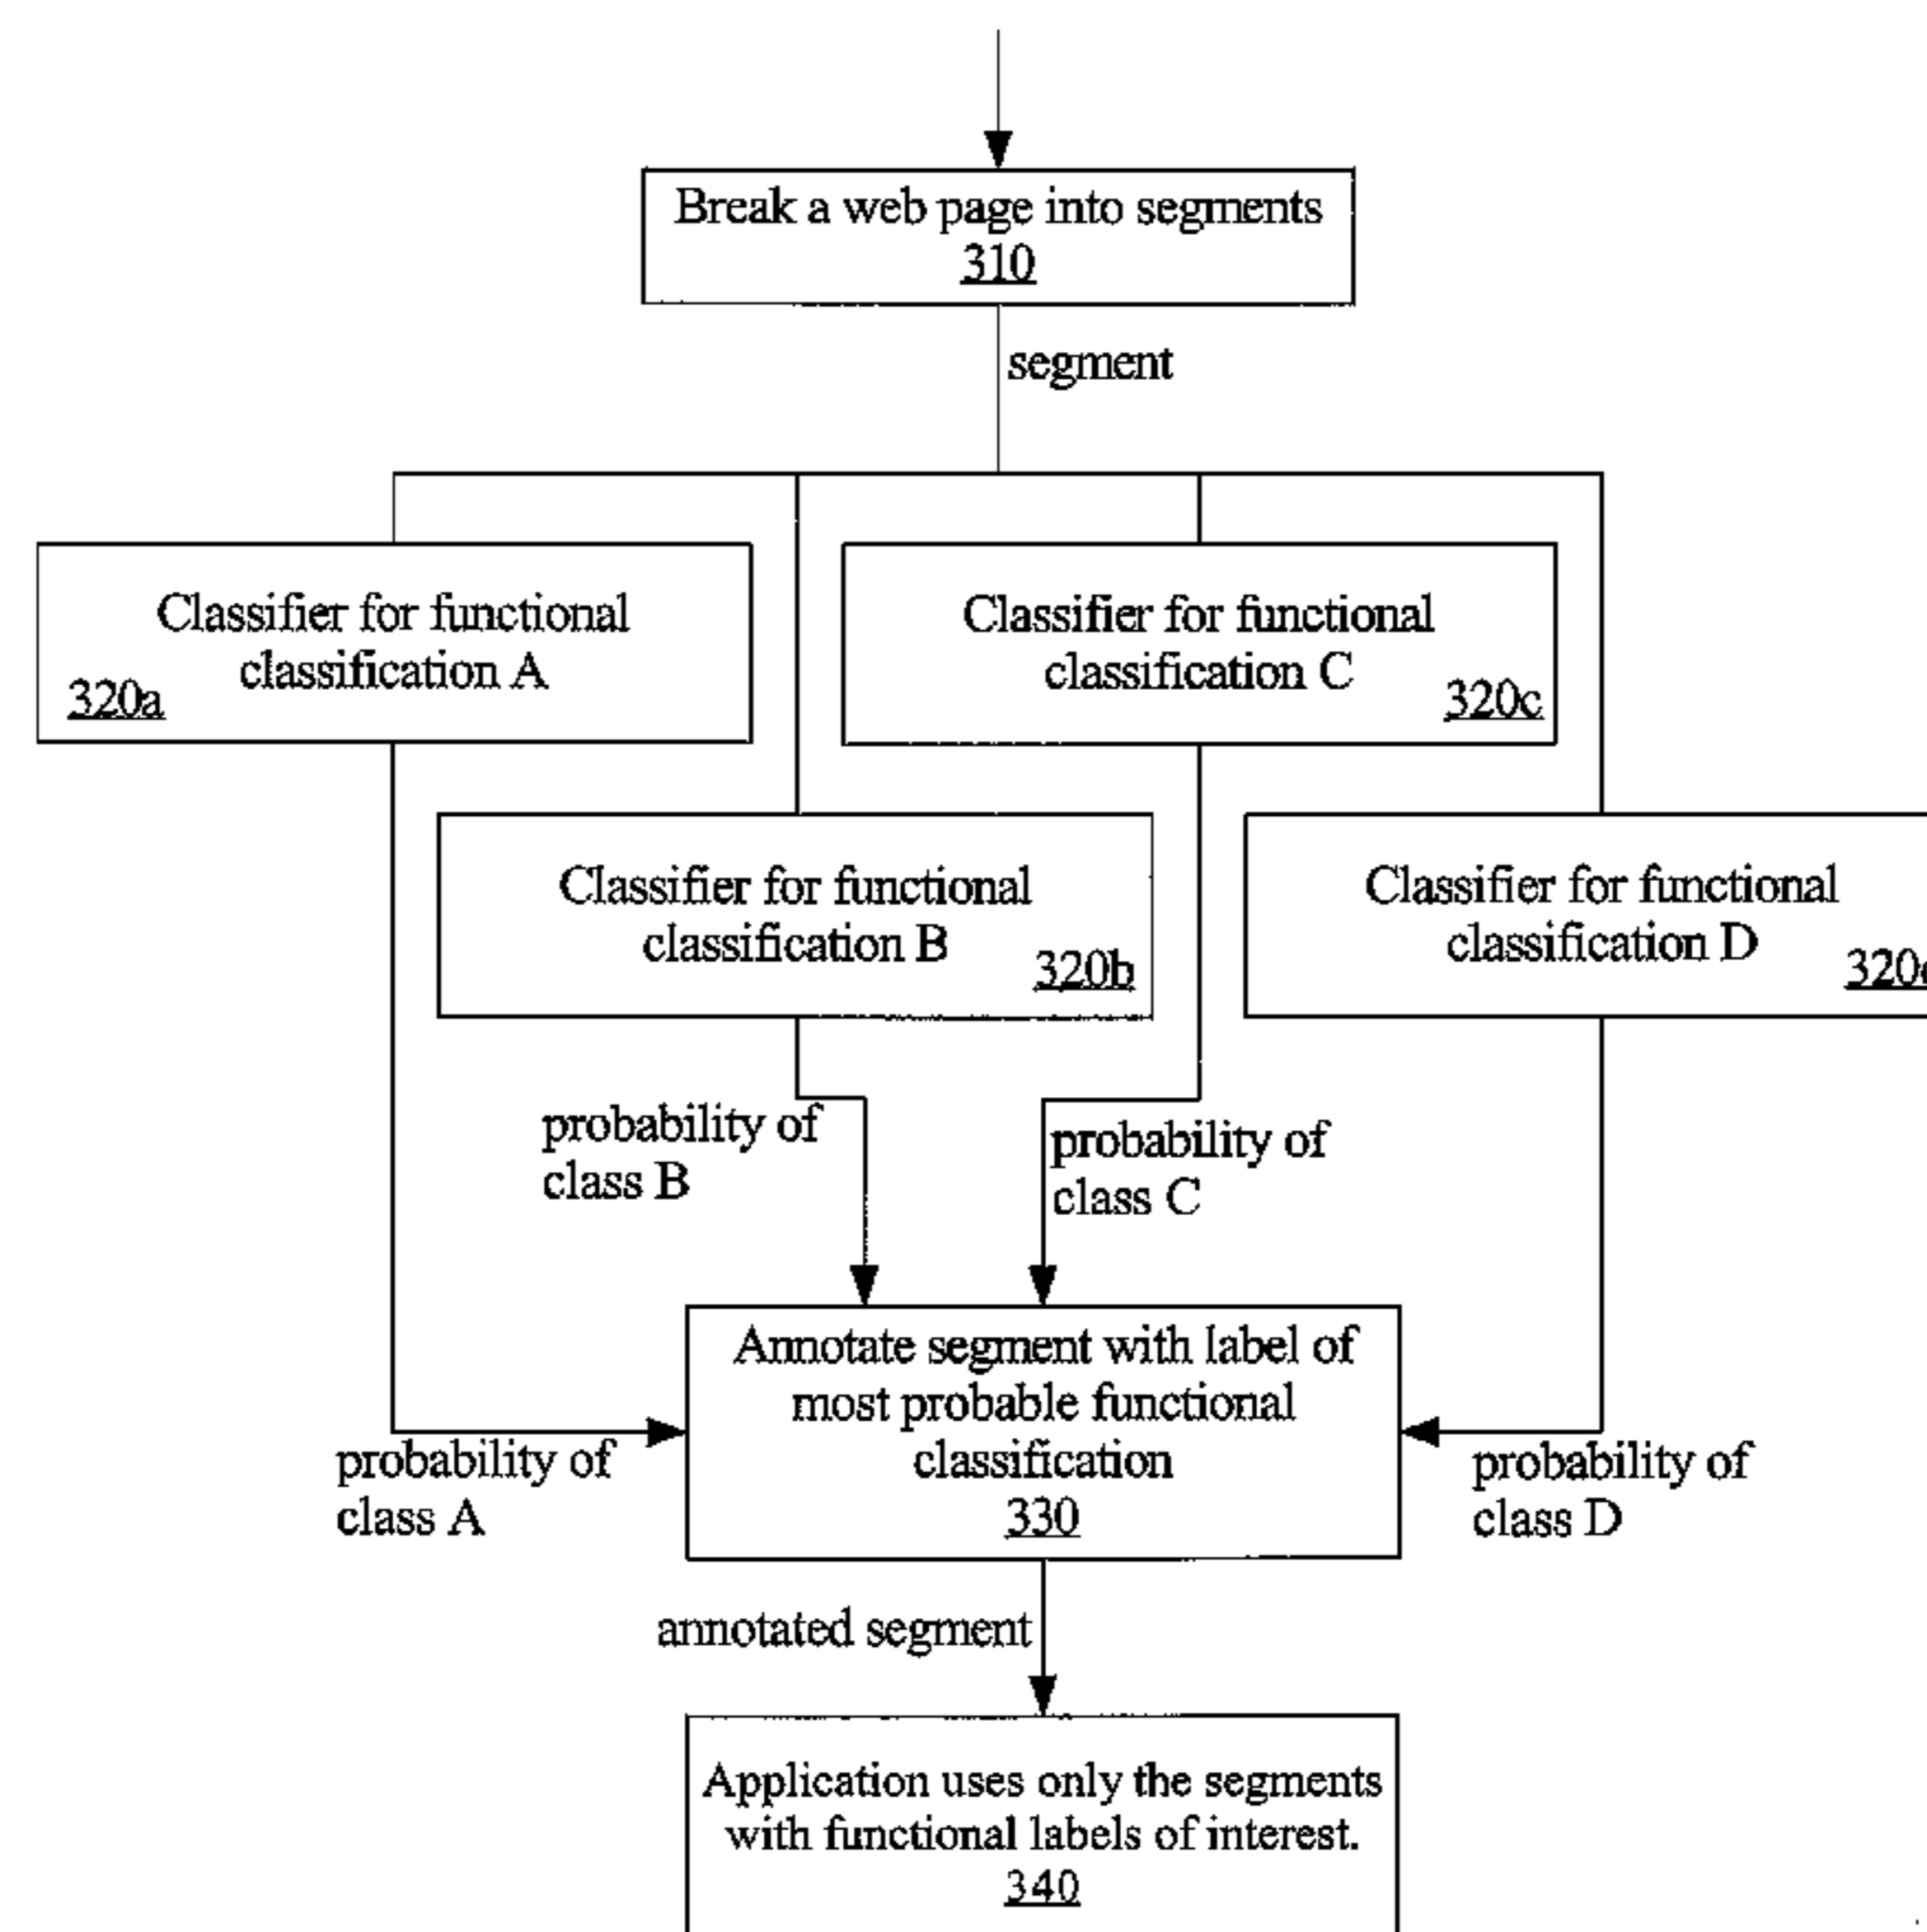 Break a web page into segments
310
segment
Classifier for functional
classification A
320a
Classifier for functional
classification C
320c
Classifier for functional
classification B
320b
Classifier for functional
classification D
probability of
class B
probability of
class C
Annotate segment with label of
most probable functional
classification
330
probability of
class A
probability of
class D
annotated segment
Application uses only the segments
with functional labels of interest.
340